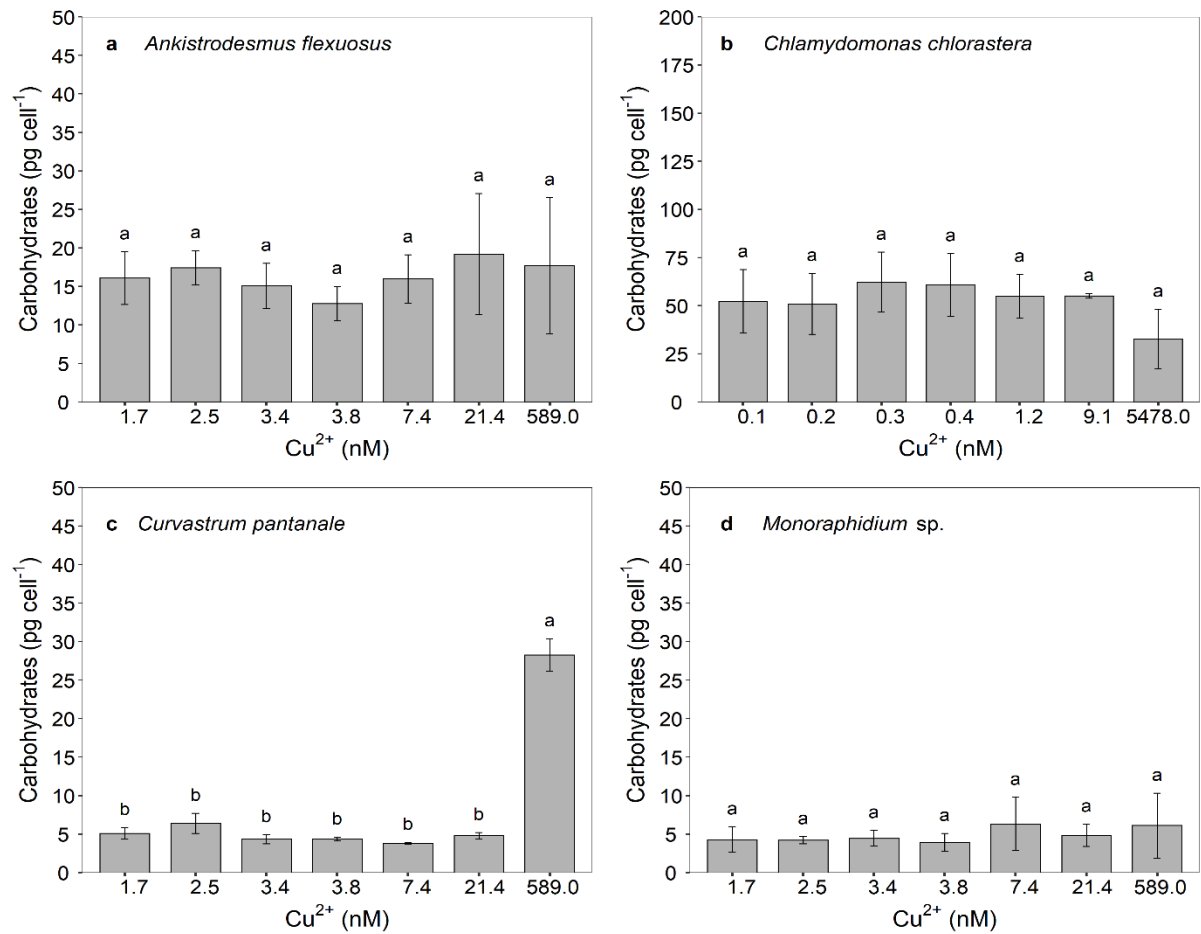 a Ankistrodesmus flexuosus
Carbohydrates (pg cell⁻¹)
50
45
40
35
30
25
20
15
10
5
0
a a a a a a a
1.7 2.5 3.4 3.8 7.4 21.4 589.0
Cu²⁺ (nM)
b Chlamydomonas chlorastera
Carbohydrates (pg cell⁻¹)
200
175
150
125
100
75
50
25
0
a a a a a a a
0.1 0.2 0.3 0.4 1.2 9.1 5478.0
Cu²⁺ (nM)
c Curvastrum pantanale
Carbohydrates (pg cell⁻¹)
50
45
40
35
30
25
20
15
10
5
0
b b b b b b a
1.7 2.5 3.4 3.8 7.4 21.4 589.0
Cu²⁺ (nM)
d Monoraphidium sp.
Carbohydrates (pg cell⁻¹)
50
45
40
35
30
25
20
15
10
5
0
a a a a a a a
1.7 2.5 3.4 3.8 7.4 21.4 589.0
Cu²⁺ (nM)